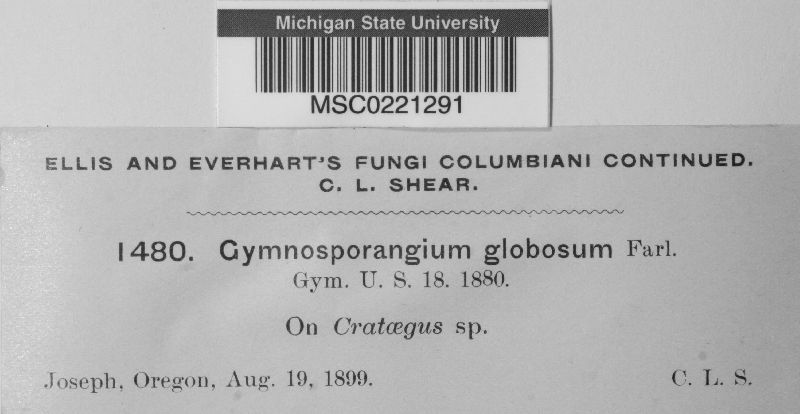 Michigan State University
MSC0221291
ELLIS AND EVERHART'S FUNGI COLUMBIANI CONTINUED.
C. L. SHEAR.
1480. Gymnosporangium globosum Farl.
Gym. U. S. 18. 1880.
On Cratægus sp.
Joseph, Oregon, Aug. 19, 1899. C. L. S.